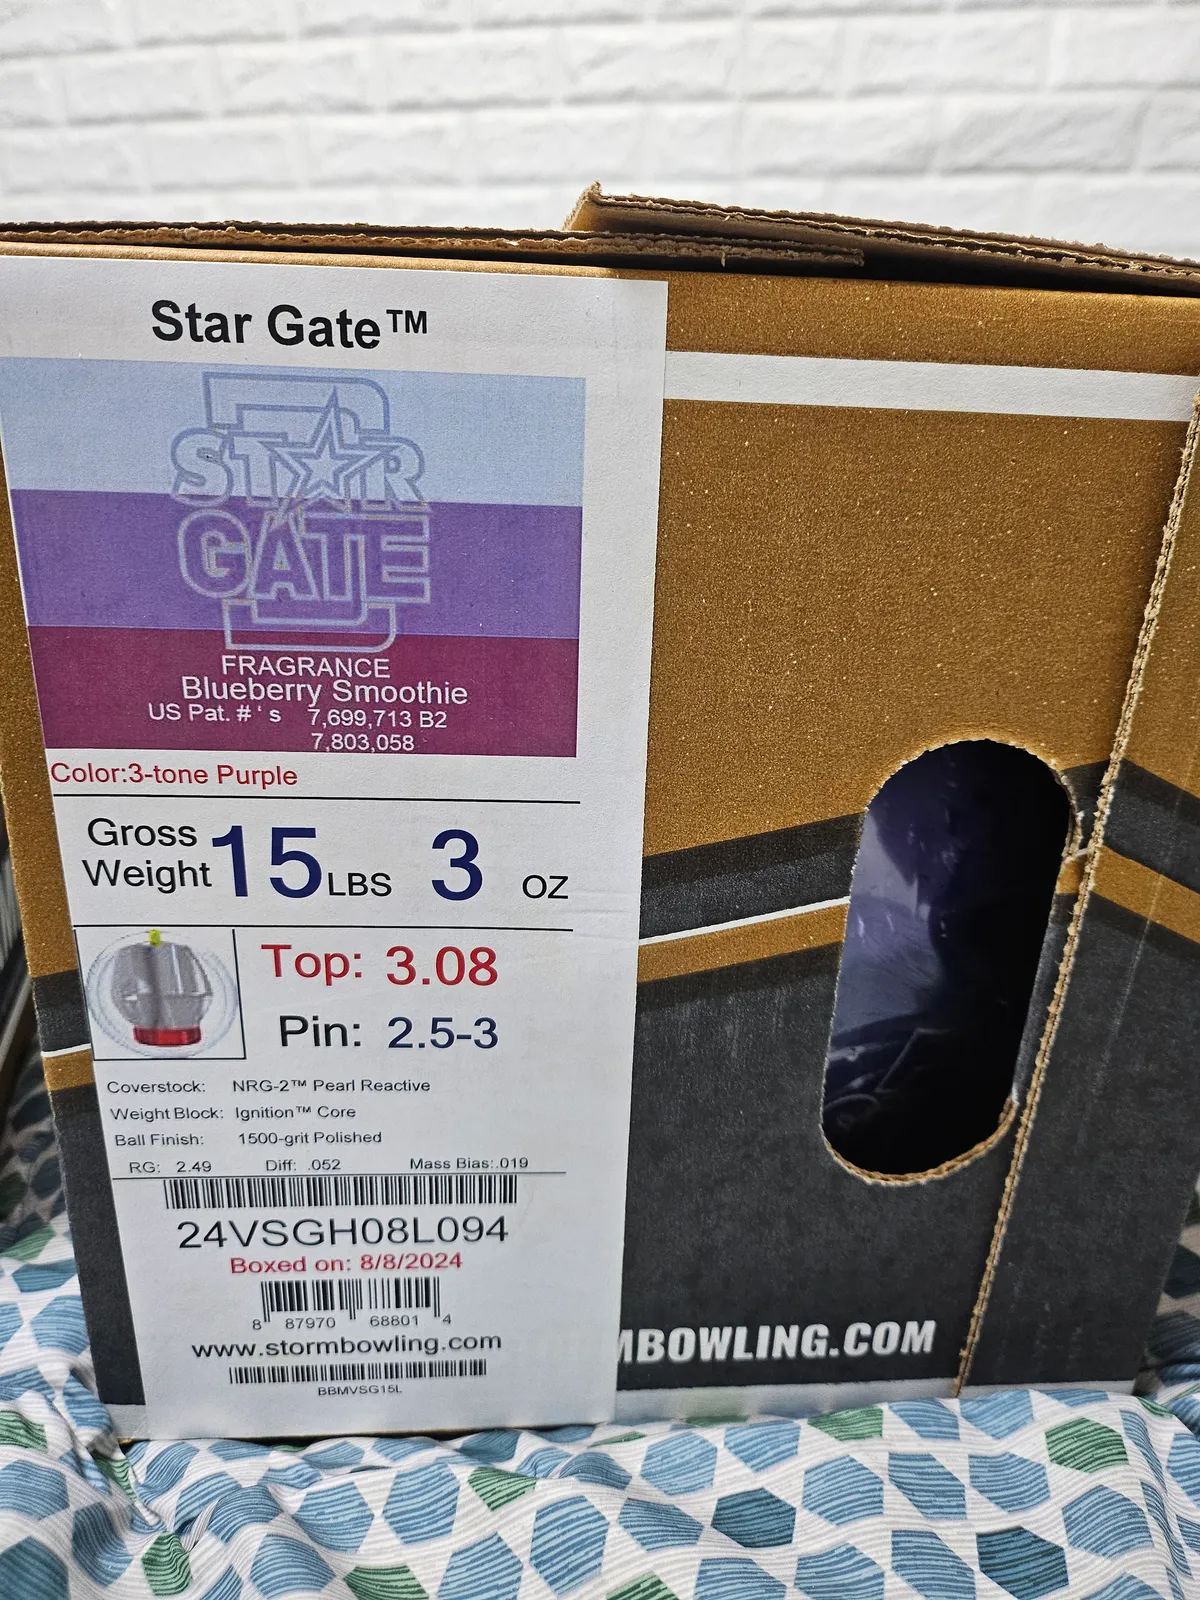 Star Gate™
STAR
GATE
FRAGRANCE
Blueberry Smoothie
US Pat. # ' s 7,699,713 B2
7,803,058
Color:3-tone Purple
Gross Weight 15 LBS 3 OZ
Top: 3.08
Pin: 2.5-3
Coverstock: NRG-2™ Pearl Reactive
Weight Block: Ignition™ Core
Ball Finish: 1500-grit Polished
RG: 2.49 Diff: .052 Mass Bias:.019
24VSGH08L094
Boxed on: 8/8/2024
8 87970 68801 4
www.stormbowling.com
BBMVSG15L
MBOWLING.COM